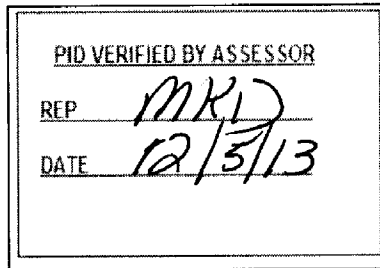 PID VERIFIED BY ASSESSOR
REP MKD
DATE 12/5/13